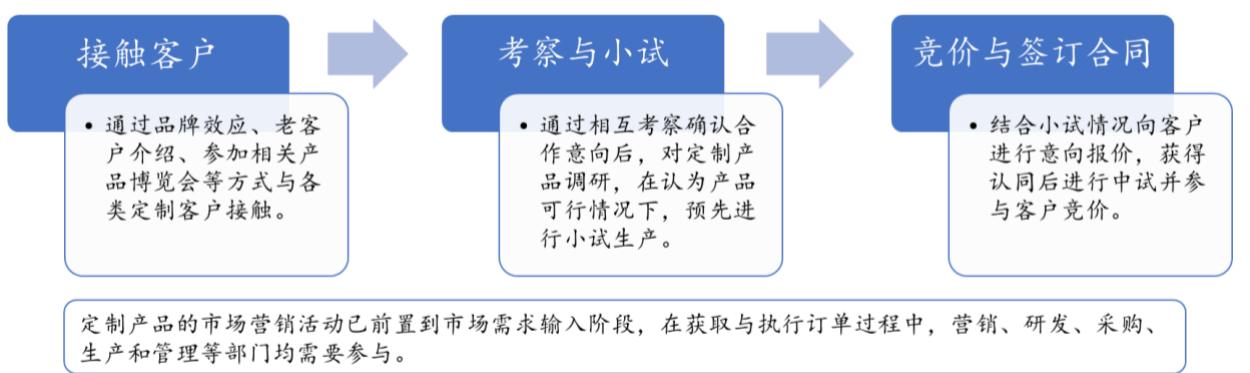 接触客户
• 通过品牌效应、老客
户介绍、参加相关产
品博览会等方式与各
类定制客户接触。
考察与小试
• 通过相互考察确认合
作意向后，对定制产
品调研，在认为产品
可行情况下，预先进
行小试生产。
竞价与签订合同
• 结合小试情况向客户
进行意向报价，获得
认同后进行中试并参
与客户竞价。
定制产品的市场营销活动已前置到市场需求输入阶段，在获取与执行订单过程中，营销、研发、采购、
生产和管理等部门均需要参与。